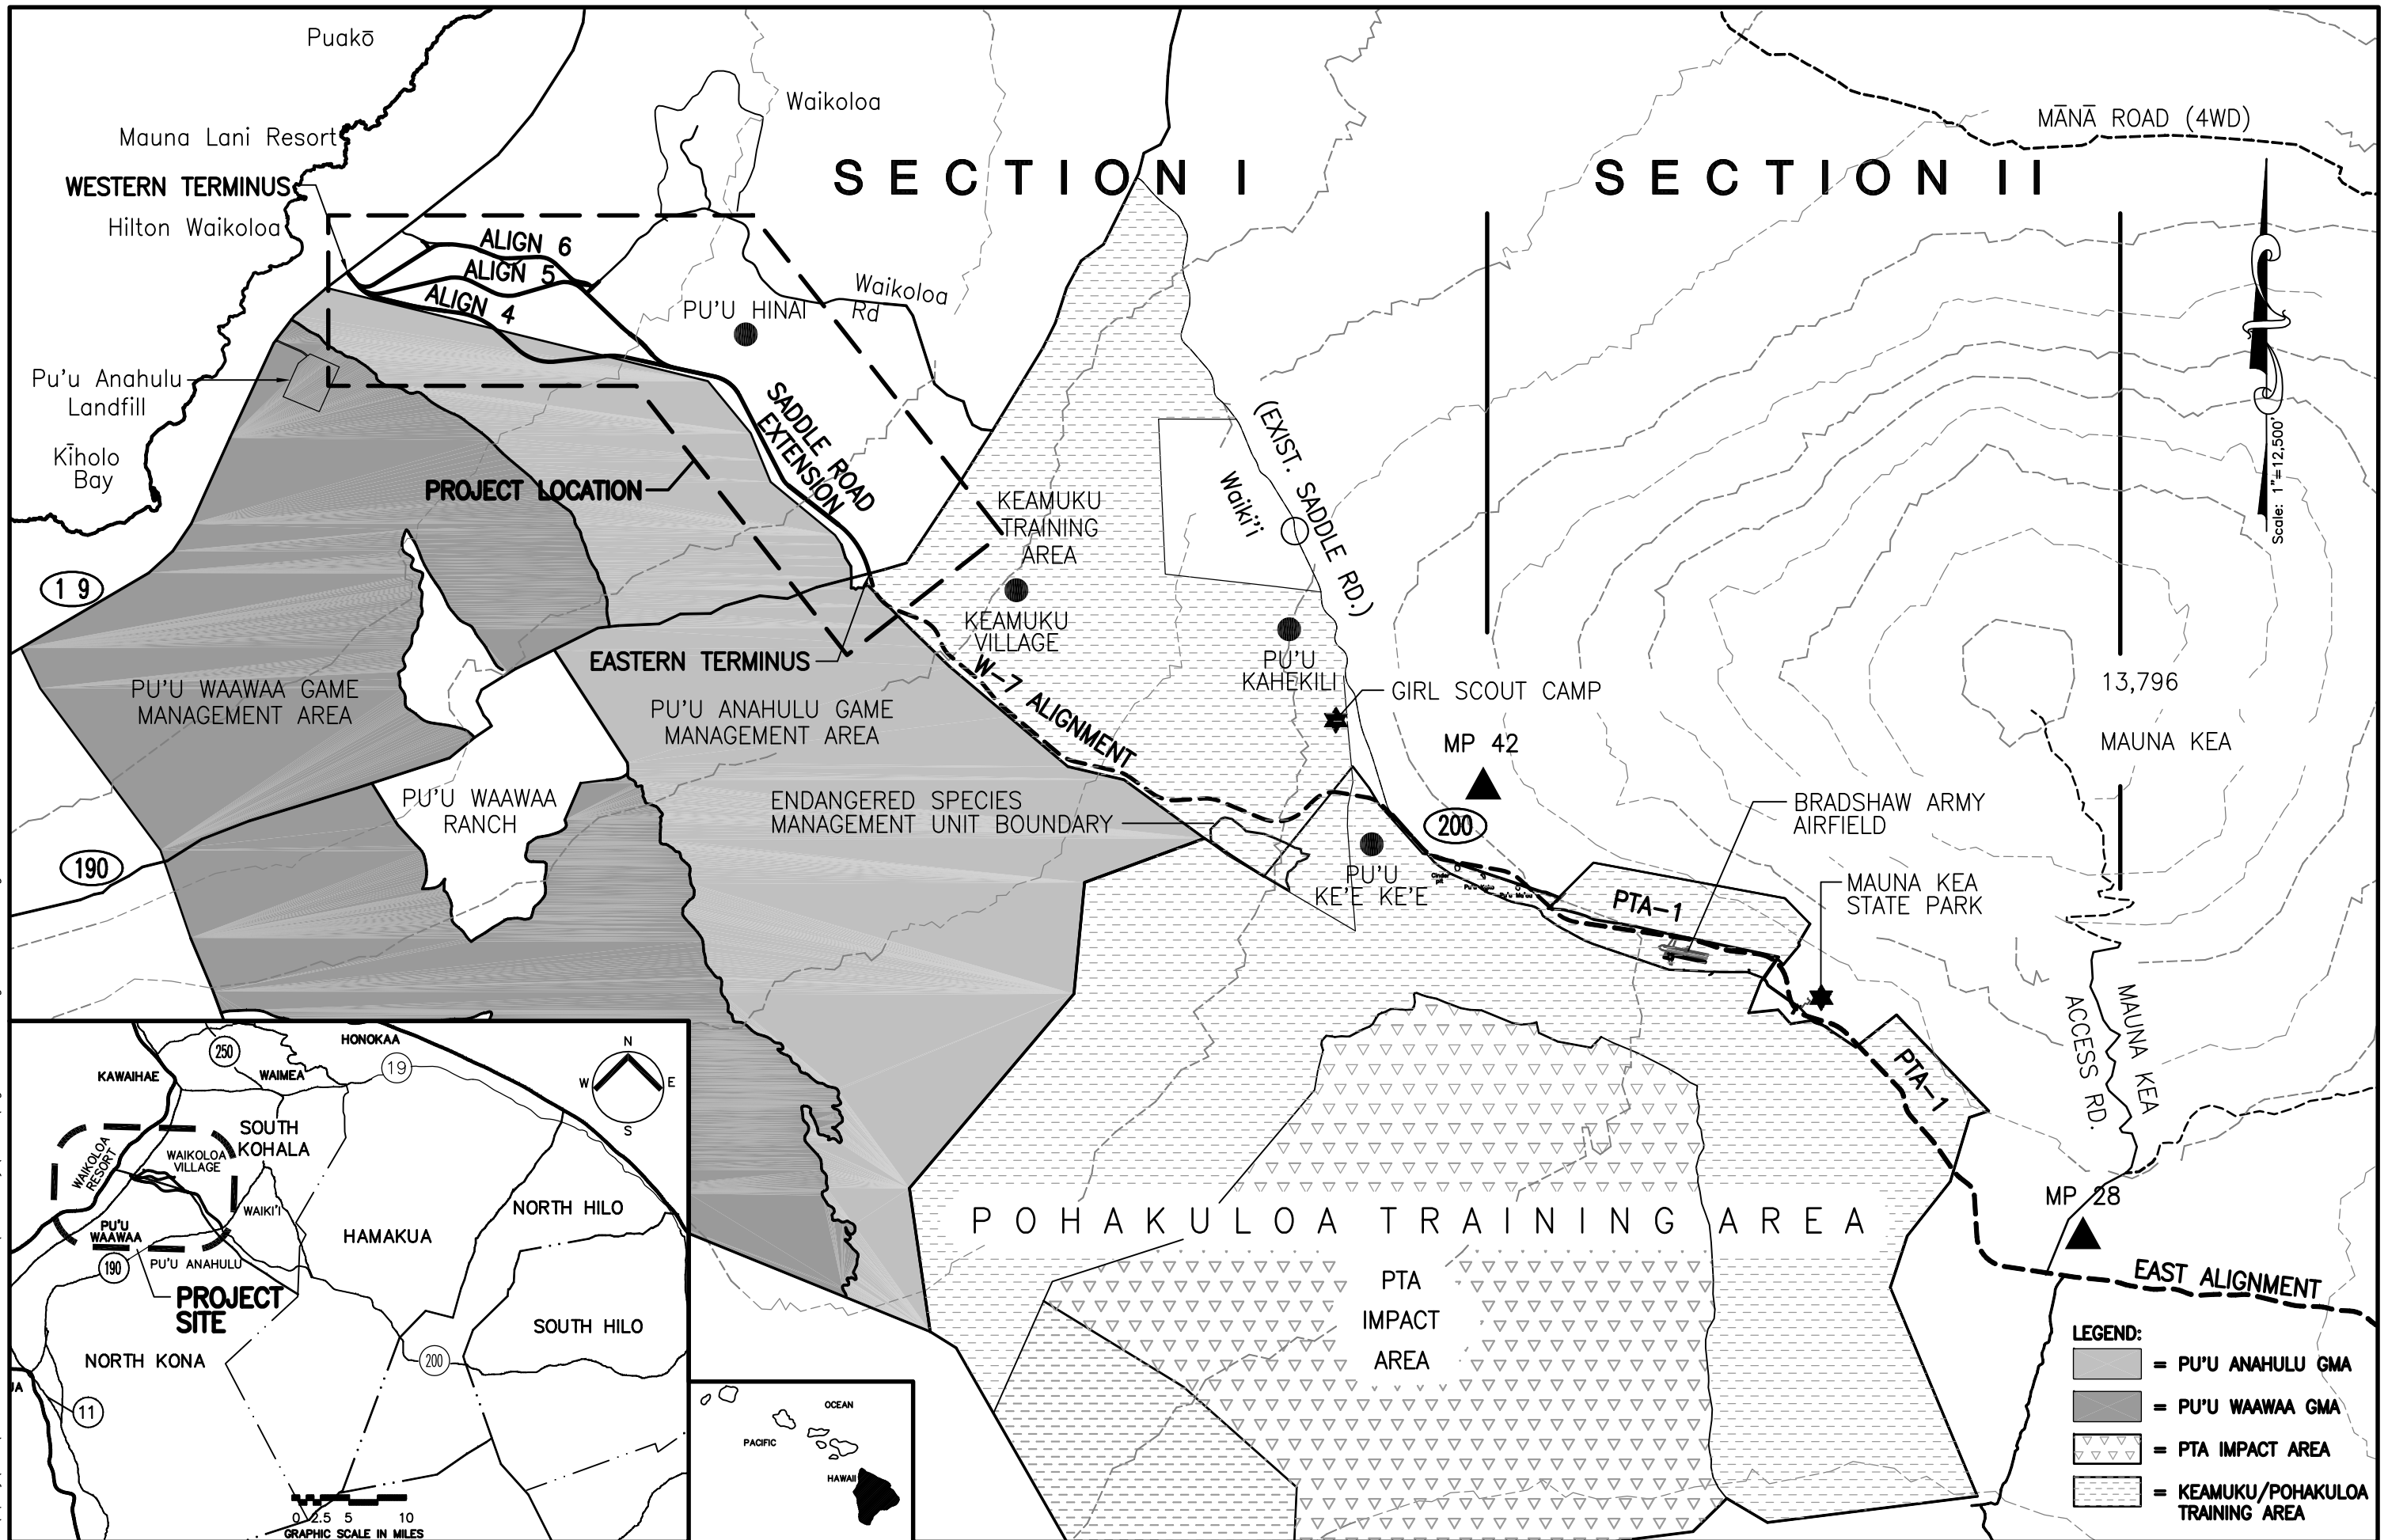 Puakō
Waikoloa
Mauna Lani Resort
WESTERN TERMINUS
Hilton Waikoloa
SECTION I
SECTION II
MĀNĀ ROAD (4WD)
ALIGN 6
ALIGN 5
ALIGN 4
PU'U HINAI
Waikoloa
Rd
Pu'u Anahulu
Landfill
Kīholo
Bay
SADDLE ROAD
EXTENSION
PROJECT LOCATION
KEAMUKU
TRAINING
AREA
Waiki'i
(EXIST. SADDLE RD.)
Scale: 1"=12,500'
19
KEAMUKU
VILLAGE
EASTERN TERMINUS
W-7 ALIGNMENT
PU'U
KAHEKILI
GIRL SCOUT CAMP
13,796
MAUNA KEA
PU'U WAAWAA GAME
MANAGEMENT AREA
PU'U ANAHULU GAME
MANAGEMENT AREA
MP 42
PU'U WAAWAA
RANCH
ENDANGERED SPECIES
MANAGEMENT UNIT BOUNDARY
200
BRADSHAW ARMY
AIRFIELD
190
PU'U
KE'E KE'E
PTA-1
MAUNA KEA
STATE PARK
PTA-1
MAUNA KEA
ACCESS RD.
MP 28
EAST ALIGNMENT
POHAKULOA TRAINING AREA
PTA
IMPACT
AREA
HONOKAA
250
KAWAIHAE
WAIMEA
19
N
W
E
S
SOUTH
KOHALA
WAIKOLOA
RESORT
WAIKOLOA
VILLAGE
WAIKI'I
PU'U
WAAWAA
190
PU'U ANAHULU
HAMAKUA
NORTH HILO
PROJECT
SITE
SOUTH HILO
NORTH KONA
200
11
0 2.5 5 10
GRAPHIC SCALE IN MILES
OCEAN
PACIFIC
HAWAII
LEGEND:
= PU'U ANAHULU GMA
= PU'U WAAWAA GMA
= PTA IMPACT AREA
= KEAMUKU/POHAKULOA
TRAINING AREA